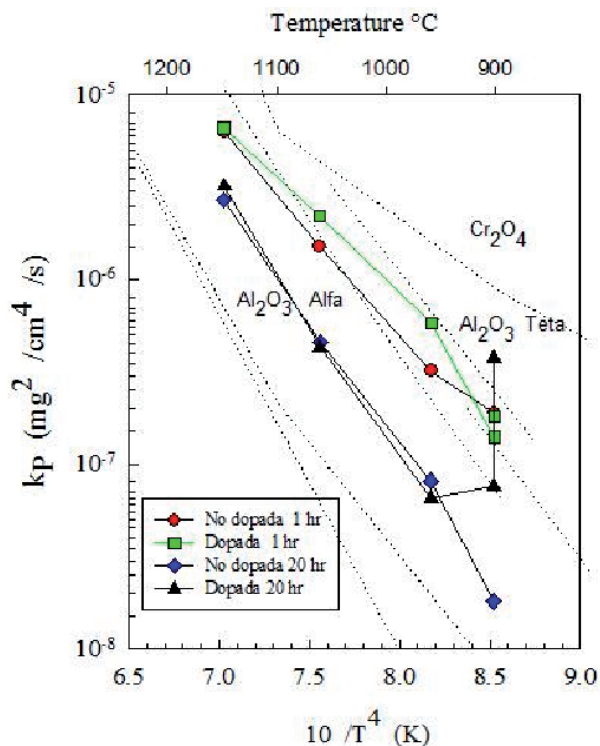 Temperature °C
1200 1100 1000 900
10-5
10-6
10-7
10-8
kp (mg2 /cm4 /s)
Cr2O4
Al2O3 Alfa
Al2O3 Teta
No dopada 1 hr
Dopada 1 hr
No dopada 20 hr
Dopada 20 hr
6.5 7.0 7.5 8.0 8.5 9.0
10 /T4 (K)